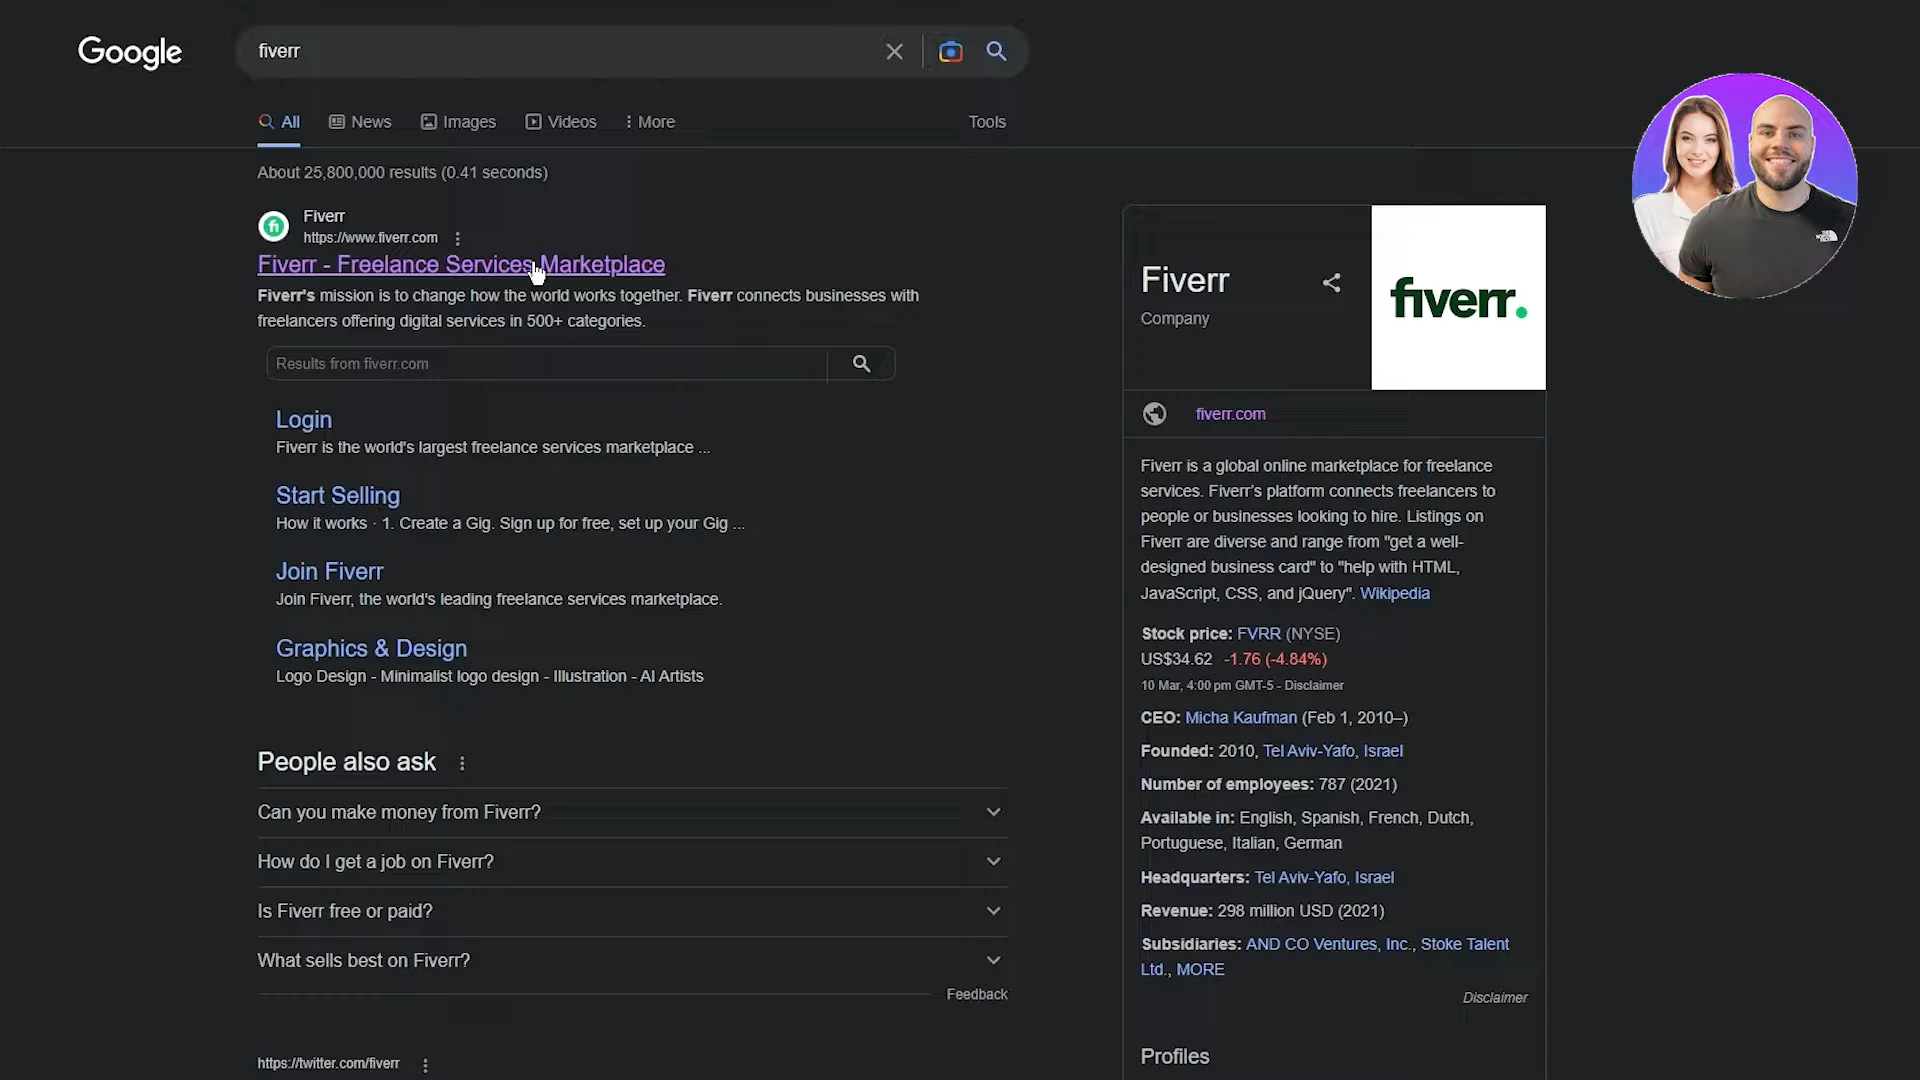 Google
fiverr
All
News
Images
Videos
More
Tools
About 25,800,000 results (0.41 seconds)
Fiverr
https://www.fiverr.com
Fiverr - Freelance Services Marketplace
Fiverr's mission is to change how the world works together. Fiverr connects businesses with
freelancers offering digital services in 500+ categories.
Results from fiverr.com
Login
Fiverr is the world's largest freelance services marketplace ...
Start Selling
How it works · 1. Create a Gig. Sign up for free, set up your Gig ...
Join Fiverr
Join Fiverr, the world's leading freelance services marketplace.
Graphics & Design
Logo Design - Minimalist logo design - Illustration - AI Artists
People also ask
Can you make money from Fiverr?
How do I get a job on Fiverr?
Is Fiverr free or paid?
What sells best on Fiverr?
Feedback
https://twitter.com/fiverr
Fiverr
Company
fiverr.
fiverr.com
Fiverr is a global online marketplace for freelance
services. Fiverr's platform connects freelancers to
people or businesses looking to hire. Listings on
Fiverr are diverse and range from "get a well-
designed business card" to "help with HTML,
JavaScript, CSS, and jQuery". Wikipedia
Stock price: FVRR (NYSE)
US$34.62 -1.76 (-4.84%)
10 Mar, 4:00 pm GMT-5 - Disclaimer
CEO: Micha Kaufman (Feb 1, 2010–)
Founded: 2010, Tel Aviv-Yafo, Israel
Number of employees: 787 (2021)
Available in: English, Spanish, French, Dutch,
Portuguese, Italian, German
Headquarters: Tel Aviv-Yafo, Israel
Revenue: 298 million USD (2021)
Subsidiaries: AND CO Ventures, Inc., Stoke Talent
Ltd., MORE
Disclaimer
Profiles